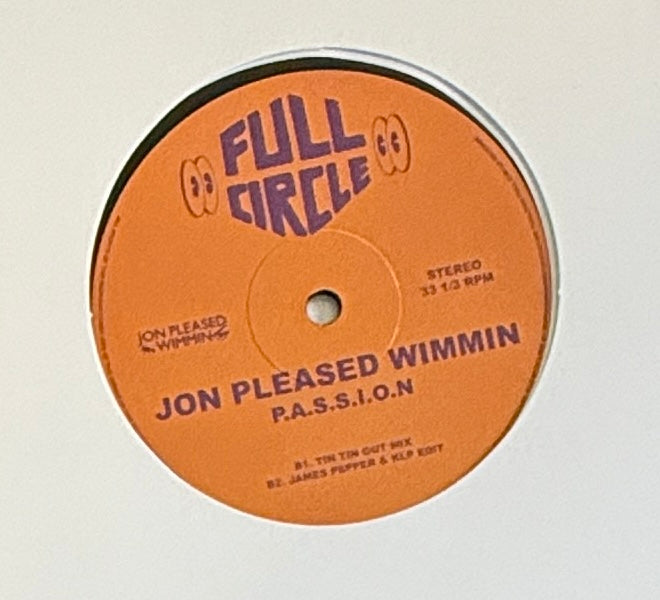 FULL
CIRCLE
STEREO
33 1/3 RPM
JON PLEASED
WIMMIN
JON PLEASED WIMMIN
P.A.S.S.I.O.N
B1. TIN TIN OUT MIX
B2. JAMES PEPPER & KLP EDIT